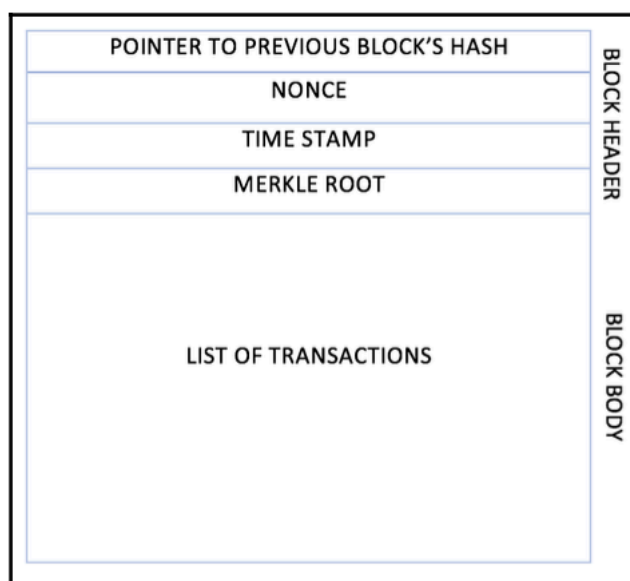 POINTER TO PREVIOUS BLOCK'S HASH
NONCE
TIME STAMP
MERKLE ROOT
BLOCK HEADER
LIST OF TRANSACTIONS
BLOCK BODY